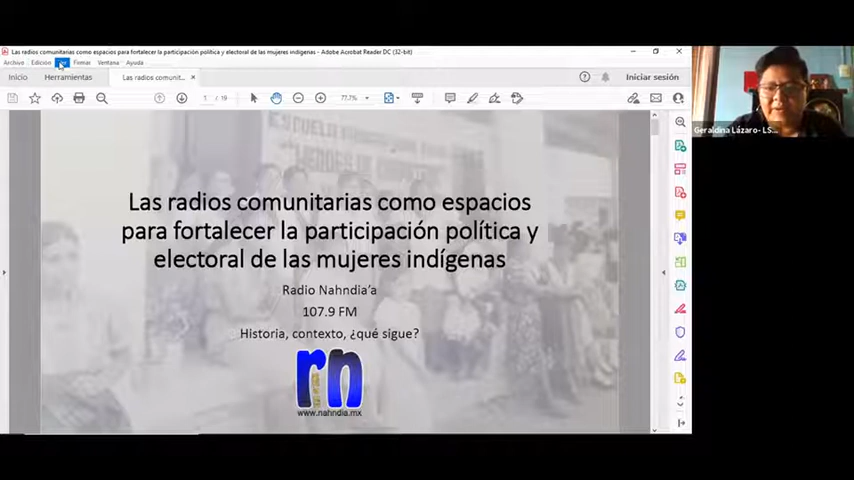 Las radios comunitarias como espacios para fortalecer la participación política y electoral de las mujeres indígenas - Adobe Acrobat Reader DC (32-bit)
Archivo Edición Ver Firmar Ventana Ayuda
Inicio Herramientas Las radios comunit... × Iniciar sesión
1 / 19 77.7%
Geraldina Lázaro- LS...
Las radios comunitarias como espacios
para fortalecer la participación política y
electoral de las mujeres indígenas
Radio Nahndia’a
107.9 FM
Historia, contexto, ¿qué sigue?
rn
www.nahndia.mx